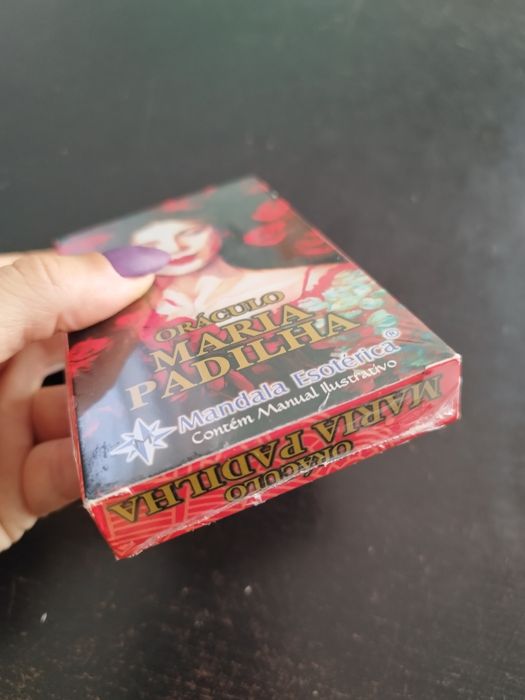 ORÁCULO
MARIA
PADILHA
M
Mandala Esotérica®
Contém Manual Ilustrativo
ORÁCULO
MARIA PADILHA